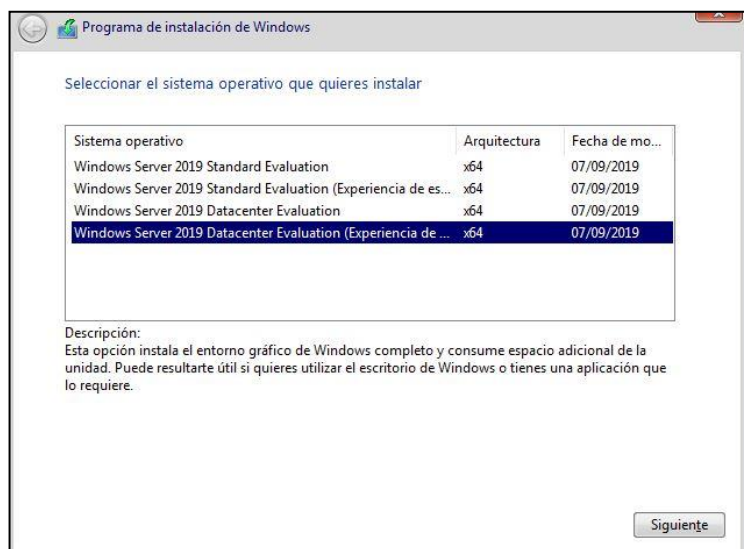 Programa de instalación de Windows
Seleccionar el sistema operativo que quieres instalar
Sistema operativo Arquitectura Fecha de mo...
Windows Server 2019 Standard Evaluation x64 07/09/2019
Windows Server 2019 Standard Evaluation (Experiencia de es... x64 07/09/2019
Windows Server 2019 Datacenter Evaluation x64 07/09/2019
Windows Server 2019 Datacenter Evaluation (Experiencia de ... x64 07/09/2019
Descripción:
Esta opción instala el entorno gráfico de Windows completo y consume espacio adicional de la
unidad. Puede resultarte útil si quieres utilizar el escritorio de Windows o tienes una aplicación que
lo requiere.
Siguiente